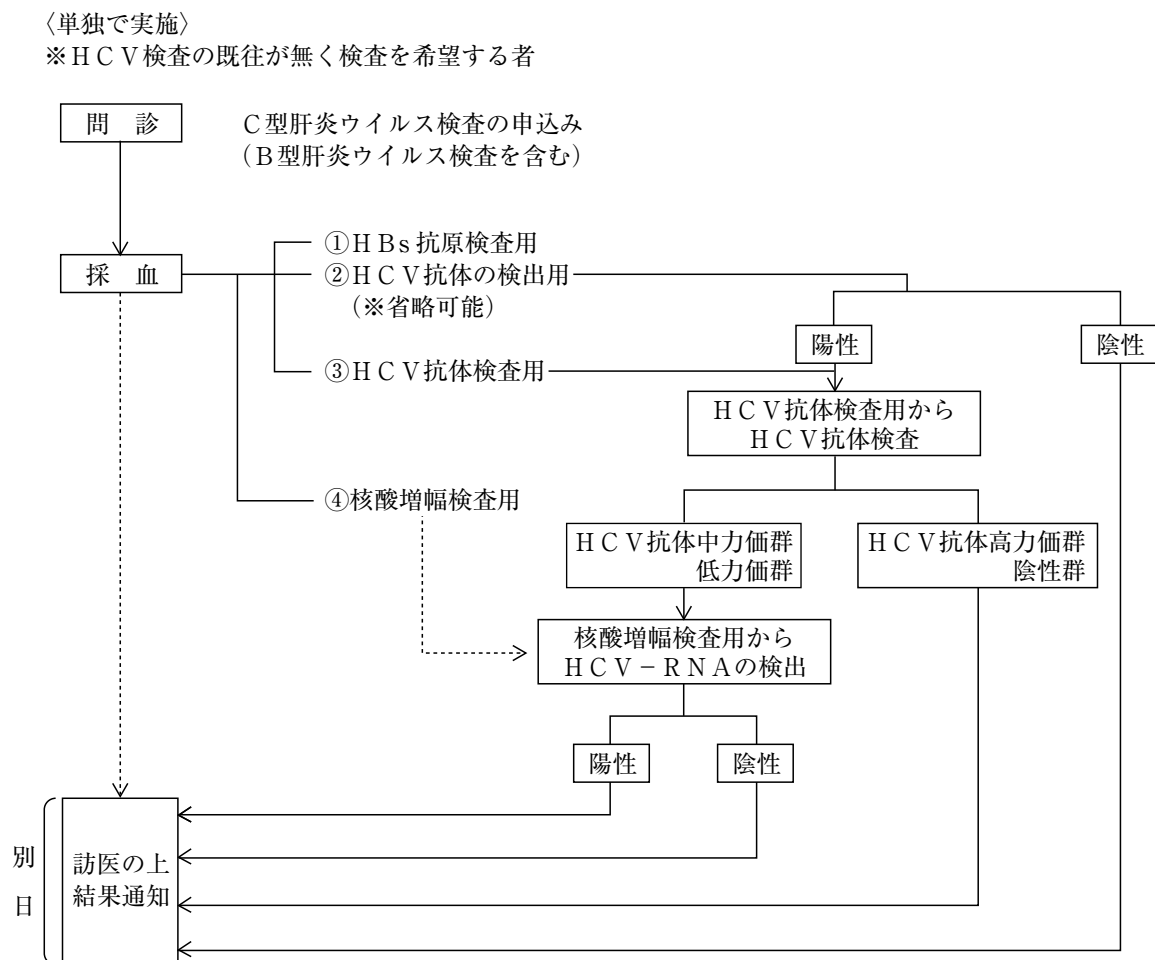 〈単独で実施〉
※ＨＣＶ検査の既往が無く検査を希望する者
問　診
Ｃ型肝炎ウイルス検査の申込み
（Ｂ型肝炎ウイルス検査を含む）
採　血
①ＨＢs抗原検査用
②ＨＣＶ抗体の検出用
（※省略可能）
陽性
陰性
③ＨＣＶ抗体検査用
ＨＣＶ抗体検査用から
ＨＣＶ抗体検査
④核酸増幅検査用
ＨＣＶ抗体中力価群
低力価群
ＨＣＶ抗体高力価群
陰性群
核酸増幅検査用から
ＨＣＶ－ＲＮＡの検出
陽性
陰性
別日
訪医の上
結果通知